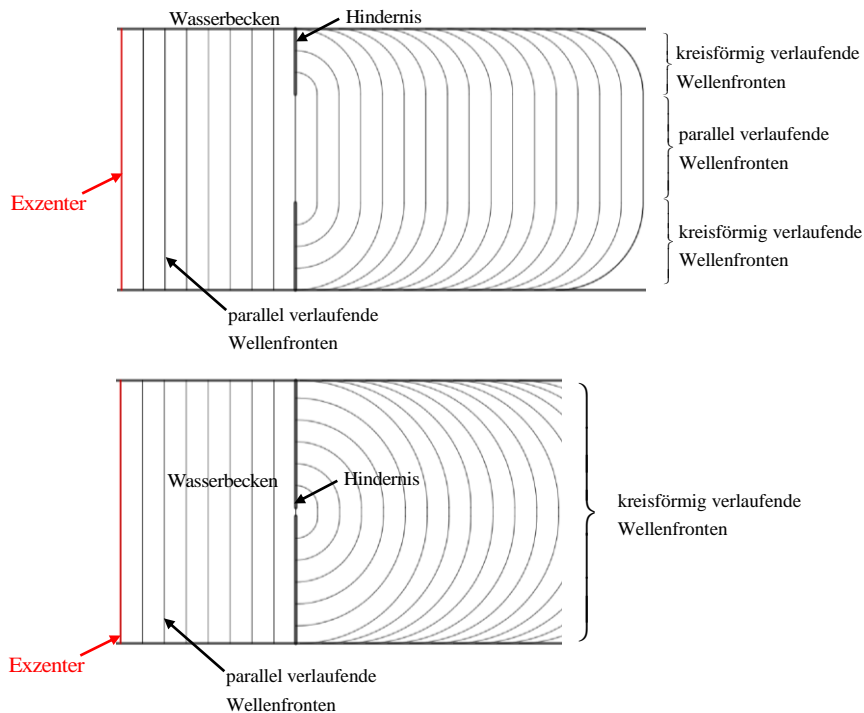 Wasserbecken
Hindernis
kreisförmig verlaufende
Wellenfronten
parallel verlaufende
Wellenfronten
Exzenter
kreisförmig verlaufende
Wellenfronten
parallel verlaufende
Wellenfronten
Wasserbecken
Hindernis
kreisförmig verlaufende
Wellenfronten
Exzenter
parallel verlaufende
Wellenfronten